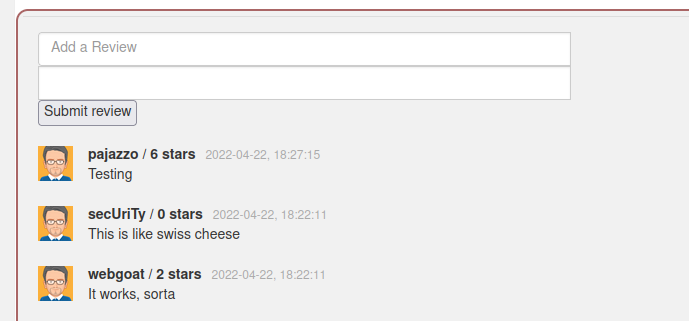 Add a Review
Submit review
pajazzo / 6 stars 2022-04-22, 18:27:15
Testing
secUriTy / 0 stars 2022-04-22, 18:22:11
This is like swiss cheese
webgoat / 2 stars 2022-04-22, 18:22:11
It works, sorta